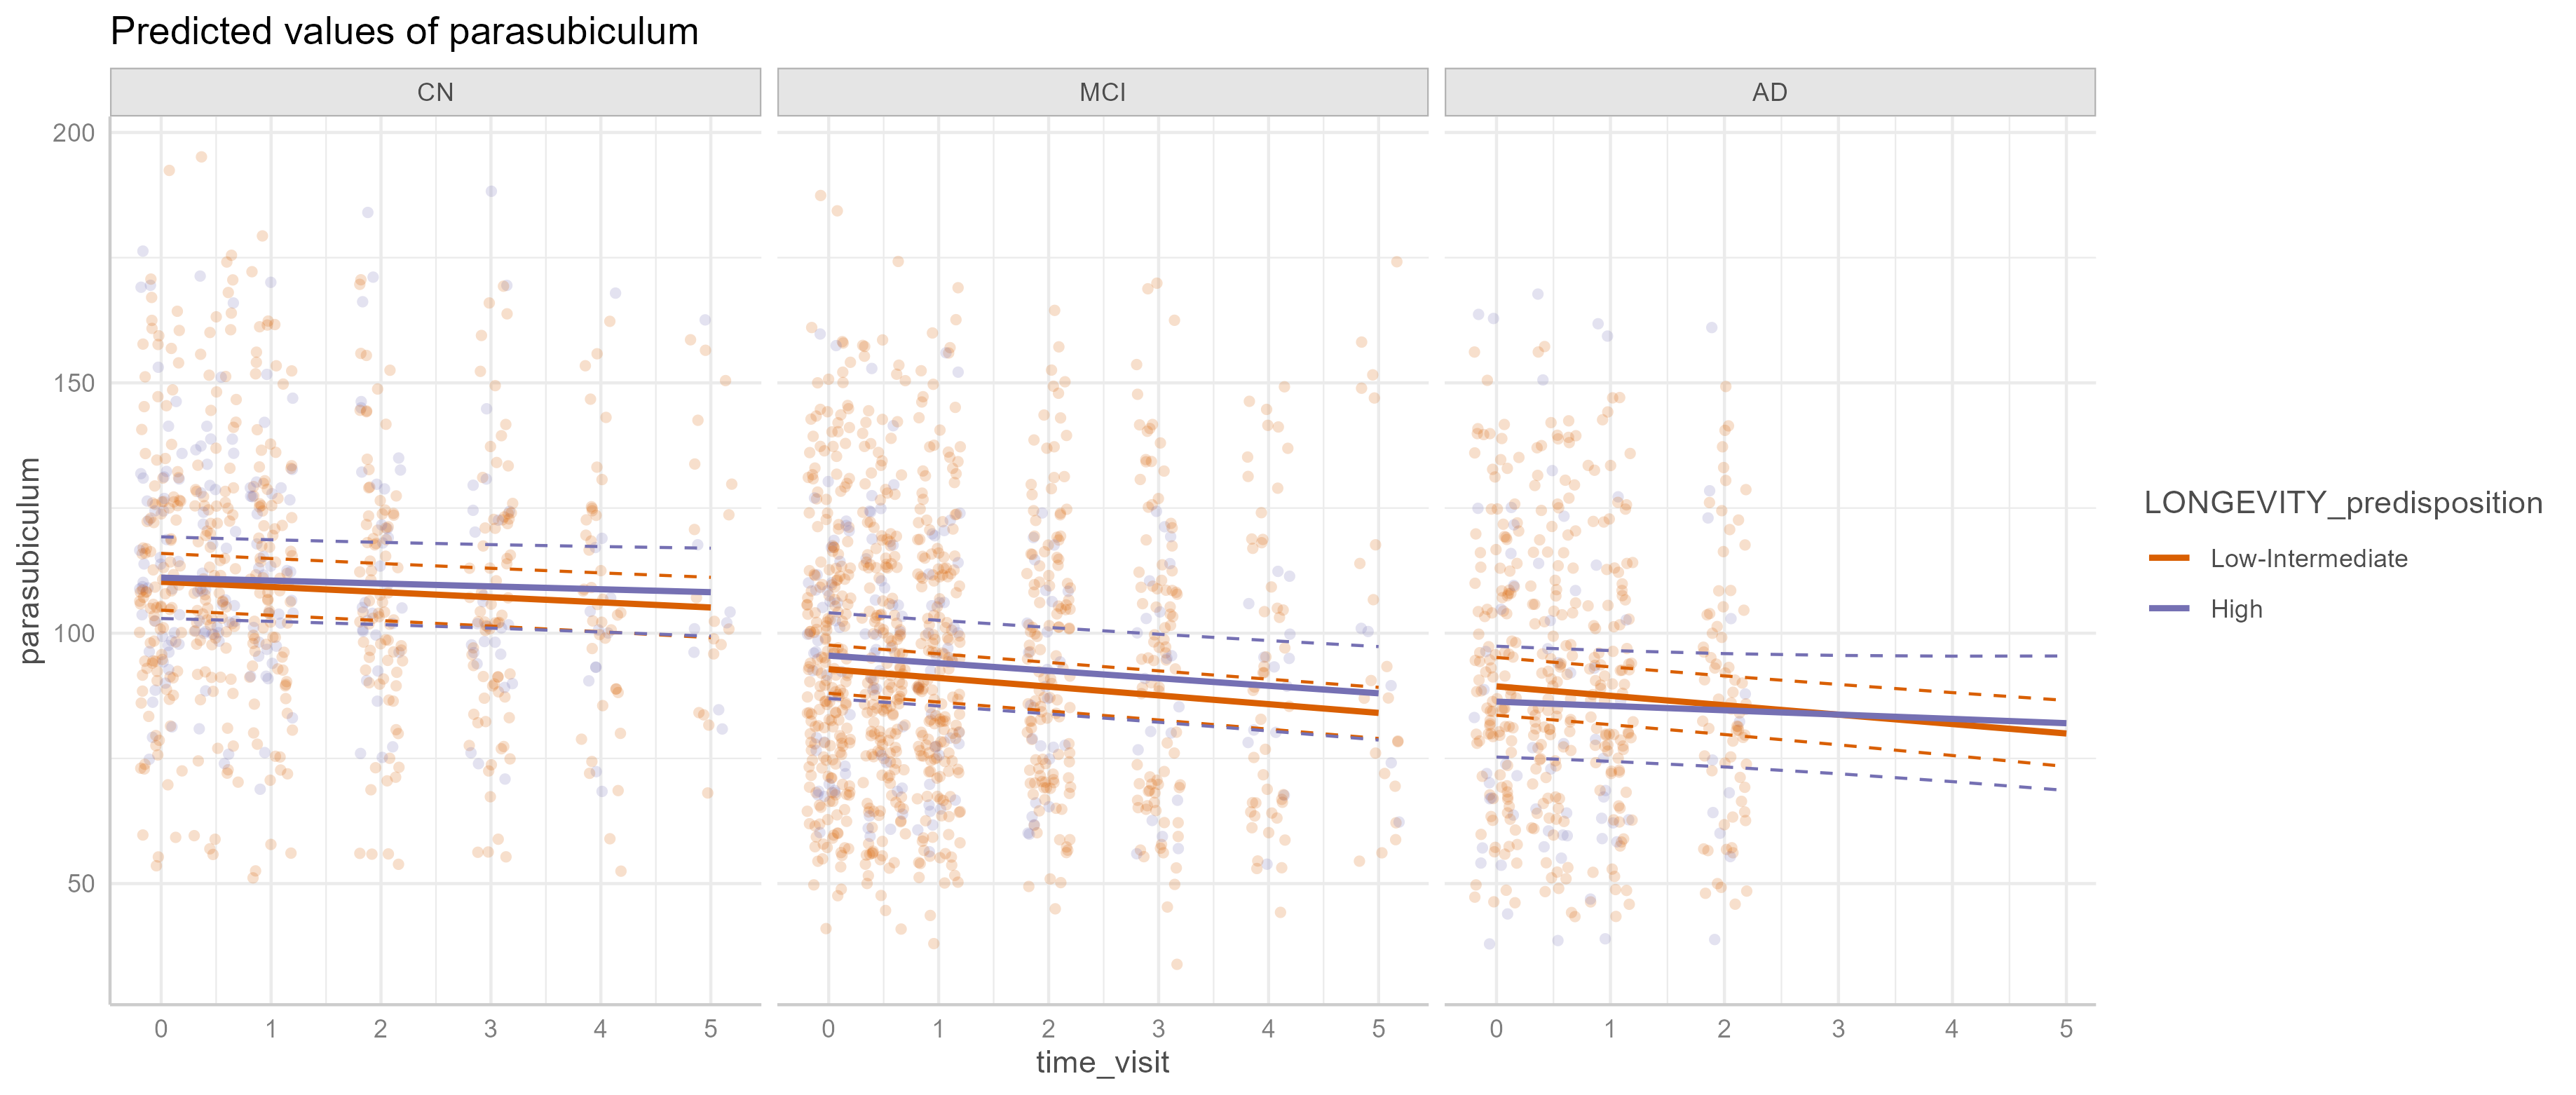 Predicted values of parasubiculum
CN
MCI
AD
200
150
100
50
parasubiculum
0 1 2 3 4 5
0 1 2 3 4 5
0 1 2 3 4 5
time_visit
LONGEVITY_predisposition
Low-Intermediate
High